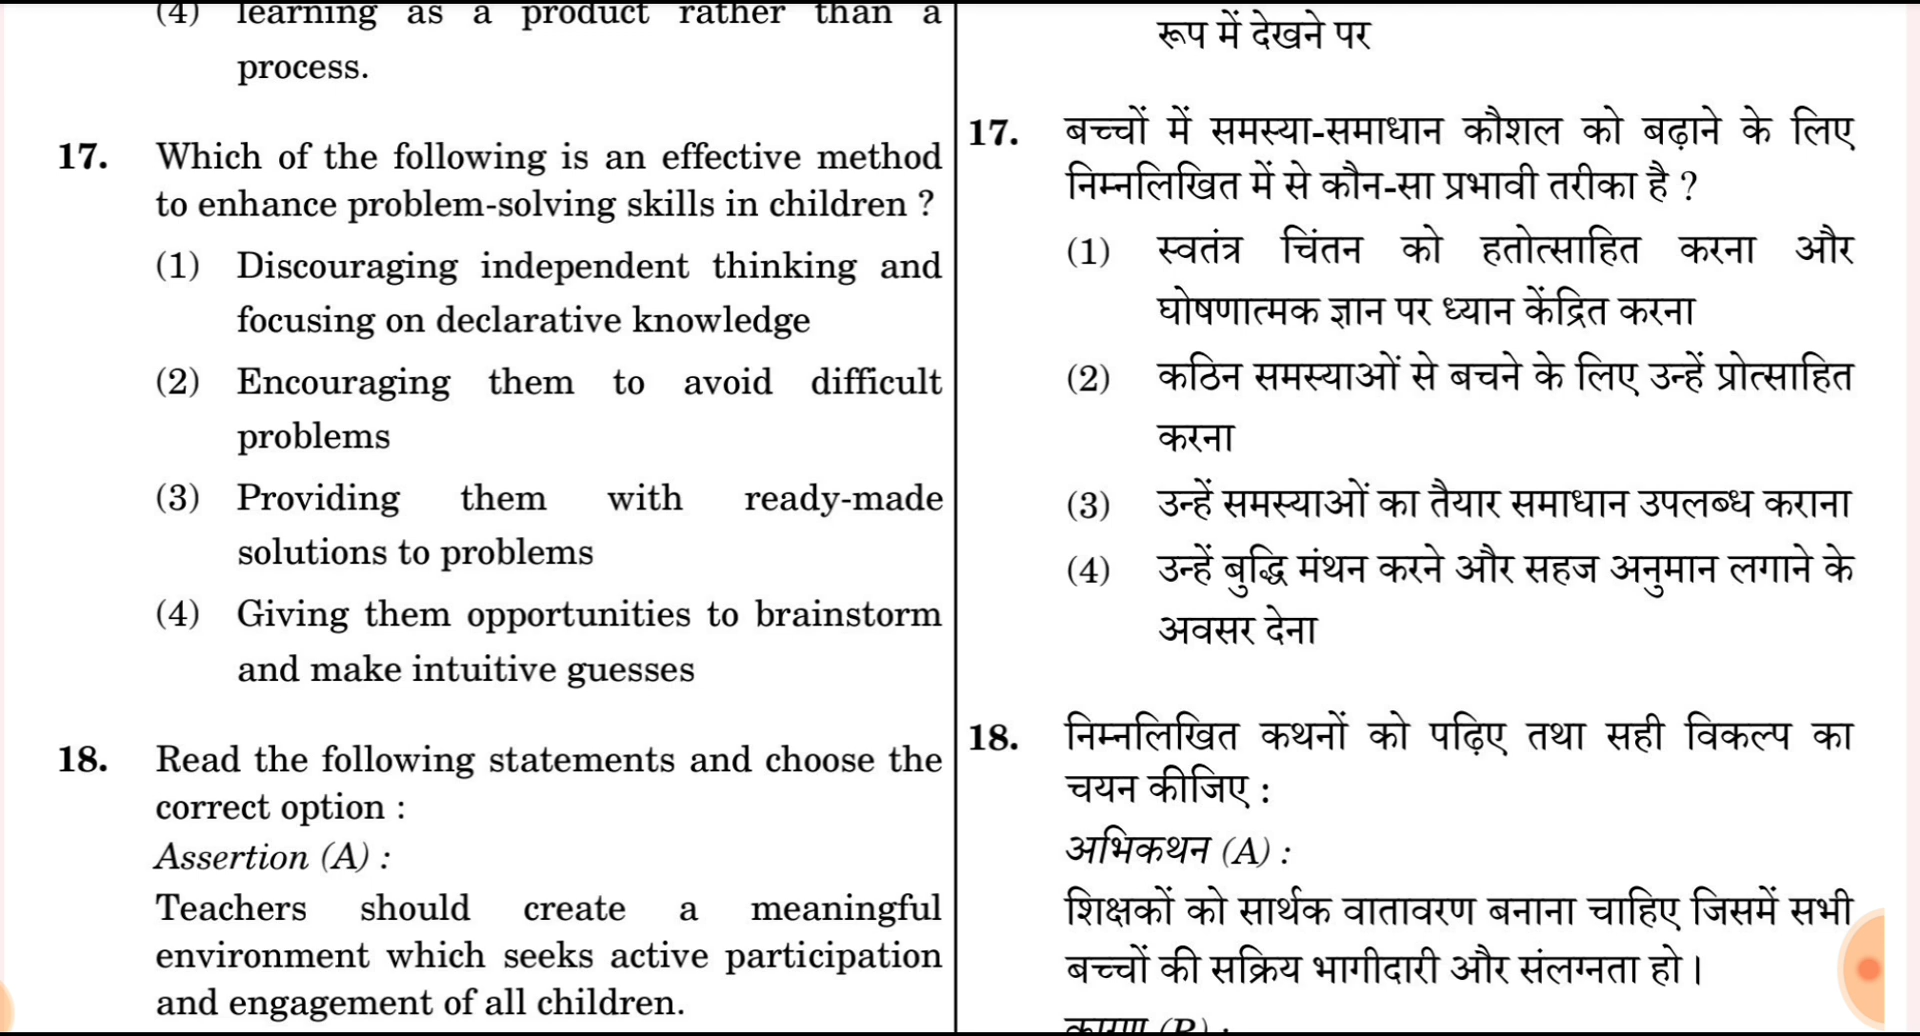 (4) learning as a product rather than a
process.
17. Which of the following is an effective method
to enhance problem-solving skills in children ?
(1) Discouraging independent thinking and
focusing on declarative knowledge
(2) Encouraging them to avoid difficult
problems
(3) Providing them with ready-made
solutions to problems
(4) Giving them opportunities to brainstorm
and make intuitive guesses
18. Read the following statements and choose the
correct option :
Assertion (A) :
Teachers should create a meaningful
environment which seeks active participation
and engagement of all children.
रूप में देखने पर
17. बच्चों में समस्या-समाधान कौशल को बढ़ाने के लिए
निम्नलिखित में से कौन-सा प्रभावी तरीका है ?
(1) स्वतंत्र चिंतन को हतोत्साहित करना और
घोषणात्मक ज्ञान पर ध्यान केंद्रित करना
(2) कठिन समस्याओं से बचने के लिए उन्हें प्रोत्साहित
करना
(3) उन्हें समस्याओं का तैयार समाधान उपलब्ध कराना
(4) उन्हें बुद्धि मंथन करने और सहज अनुमान लगाने के
अवसर देना
18. निम्नलिखित कथनों को पढ़िए तथा सही विकल्प का
चयन कीजिए :
अभिकथन (A) :
शिक्षकों को सार्थक वातावरण बनाना चाहिए जिसमें सभी
बच्चों की सक्रिय भागीदारी और संलग्नता हो।
कारण (R) :